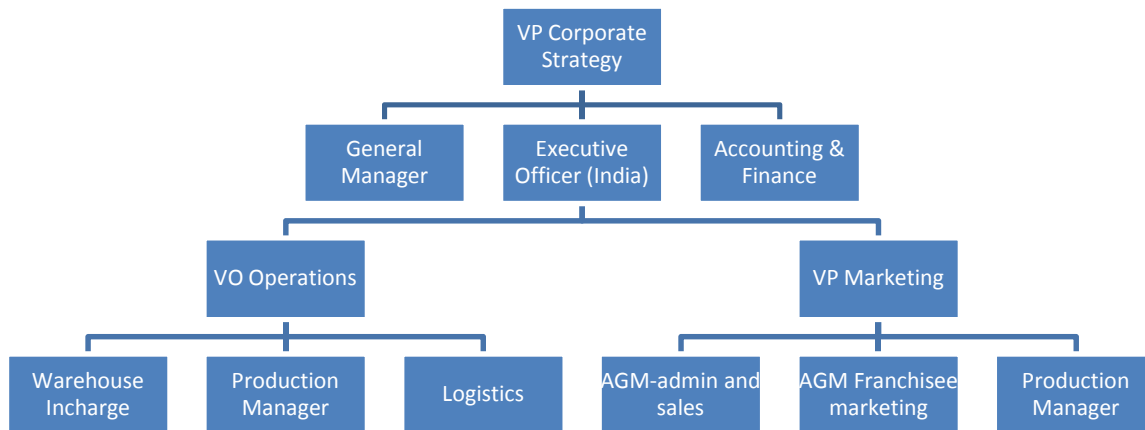 VP Corporate
Strategy
General
Manager
Executive
Officer (India)
Accounting &
Finance
VO Operations
VP Marketing
Warehouse
Incharge
Production
Manager
Logistics
AGM-admin and
sales
AGM Franchisee
marketing
Production
Manager